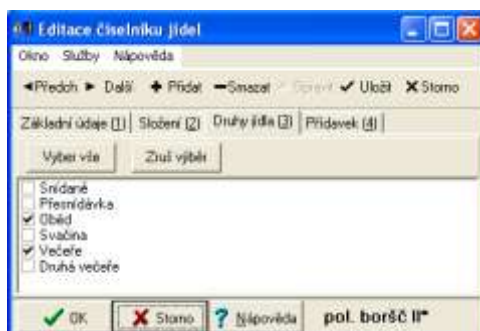 Editace číselníku jídel
Okno Služby Nápověda
Předch Další Přidat Smazat Opravit Uložit Storno
Základní údaje (1) Složení (2) Druhy jídla (3) Přídavek (4)
Vyber vše Zruš výběr
Snídaně
Přesnídávka
Oběd
Svačina
Večeře
Druhá večeře
OK Storno Nápověda pol. boršč II*